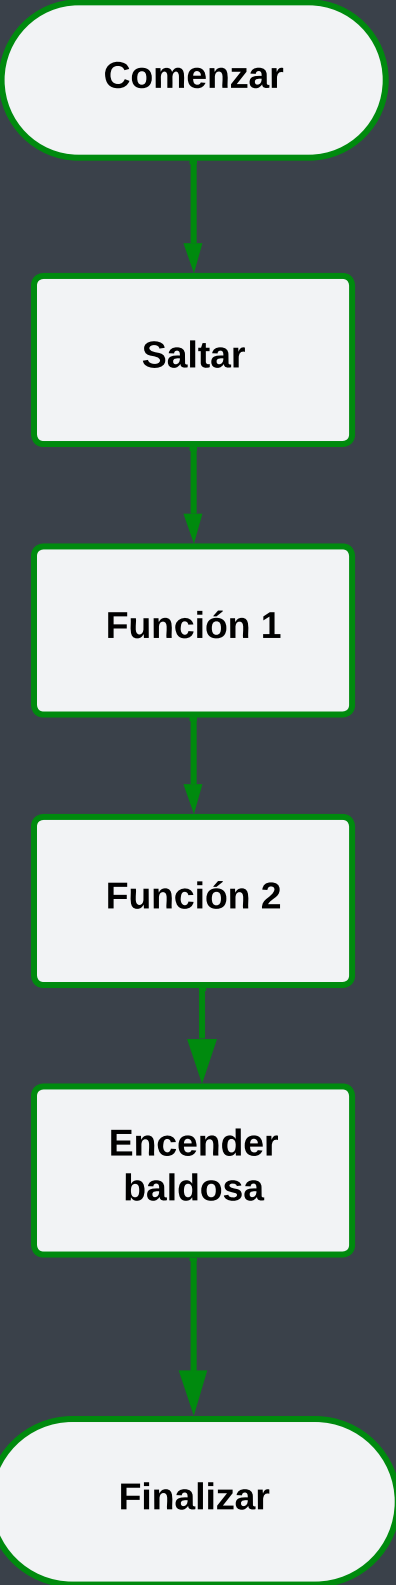 Comenzar
Saltar
Función 1
Función 2
Encender
baldosa
Finalizar